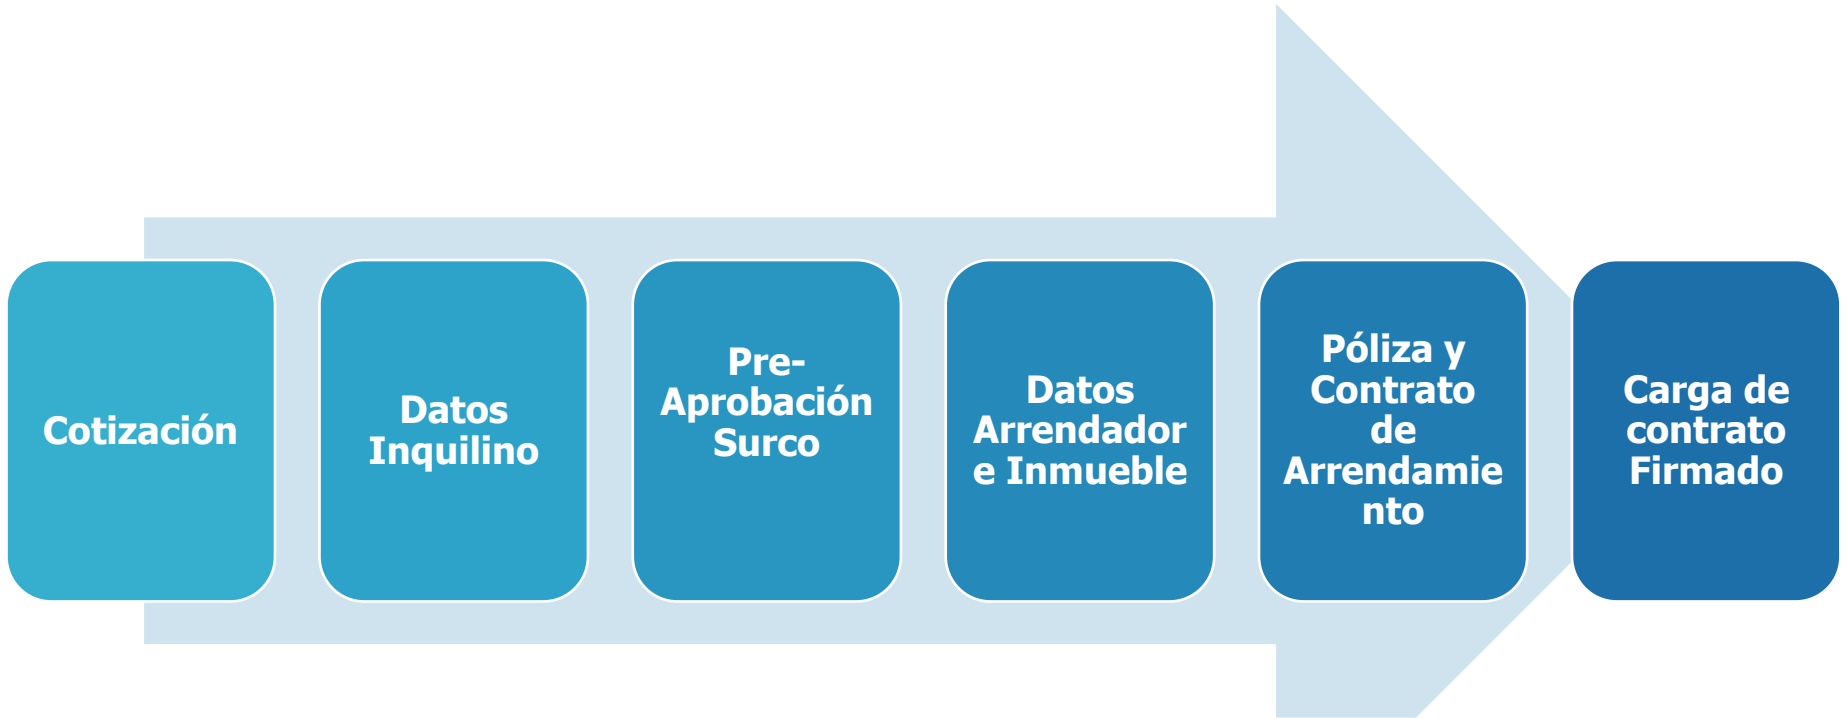 Cotización
Datos
Inquilino
Pre-
Aprobación
Surco
Datos
Arrendador
e Inmueble
Póliza y
Contrato
de
Arrendamie
nto
Carga de
contrato
Firmado